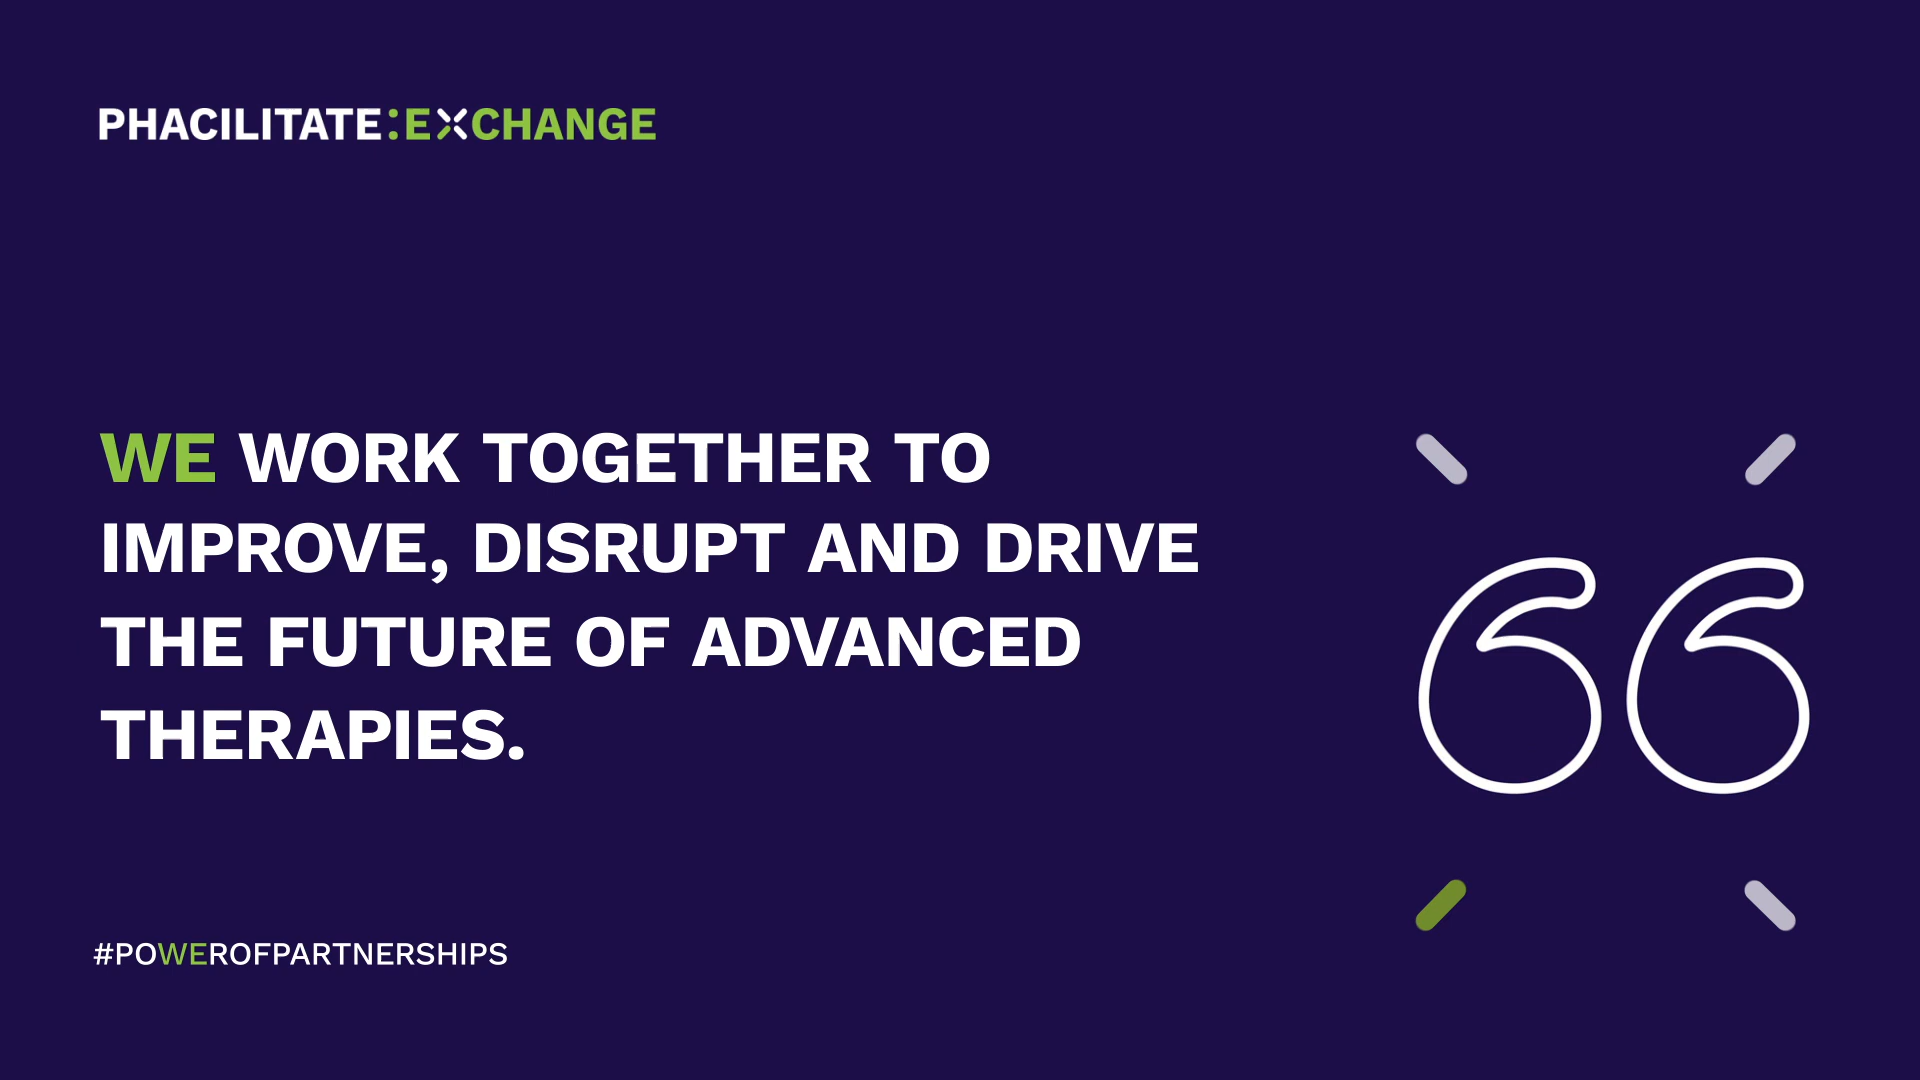 PHACILITATE:EXCHANGE
WE WORK TOGETHER TO
IMPROVE, DISRUPT AND DRIVE
THE FUTURE OF ADVANCED
THERAPIES.
#POWEROFPARTNERSHIPS